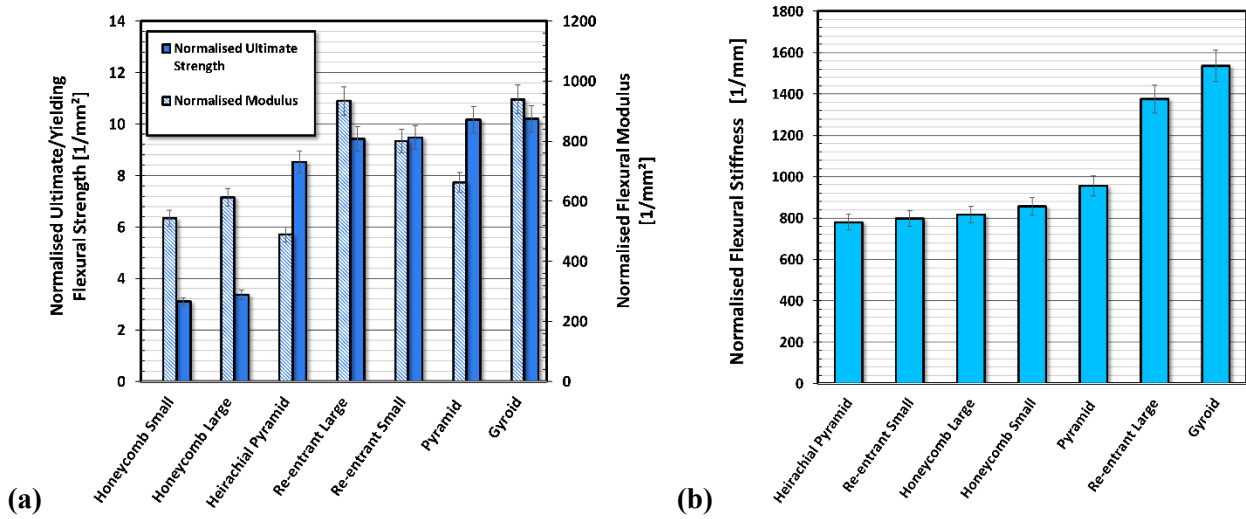 Normalised Ultimate/Yielding
Flexural Strength [1/mm²]
14
12
10
8
6
4
2
0
Normalised Ultimate
Strength
Normalised Modulus
1200
1000
800
600
400
200
0
Normalised Flexural Modulus
[1/mm²]
Honeycomb Small
Honeycomb Large
Heirachial Pyramid
Re-entrant Large
Re-entrant Small
Pyramid
Gyroid
(a)
Normalised Flexural Stiffness [1/mm]
1800
1600
1400
1200
1000
800
600
400
200
0
Heirachial Pyramid
Re-entrant Small
Honeycomb Large
Honeycomb Small
Pyramid
Re-entrant Large
Gyroid
(b)